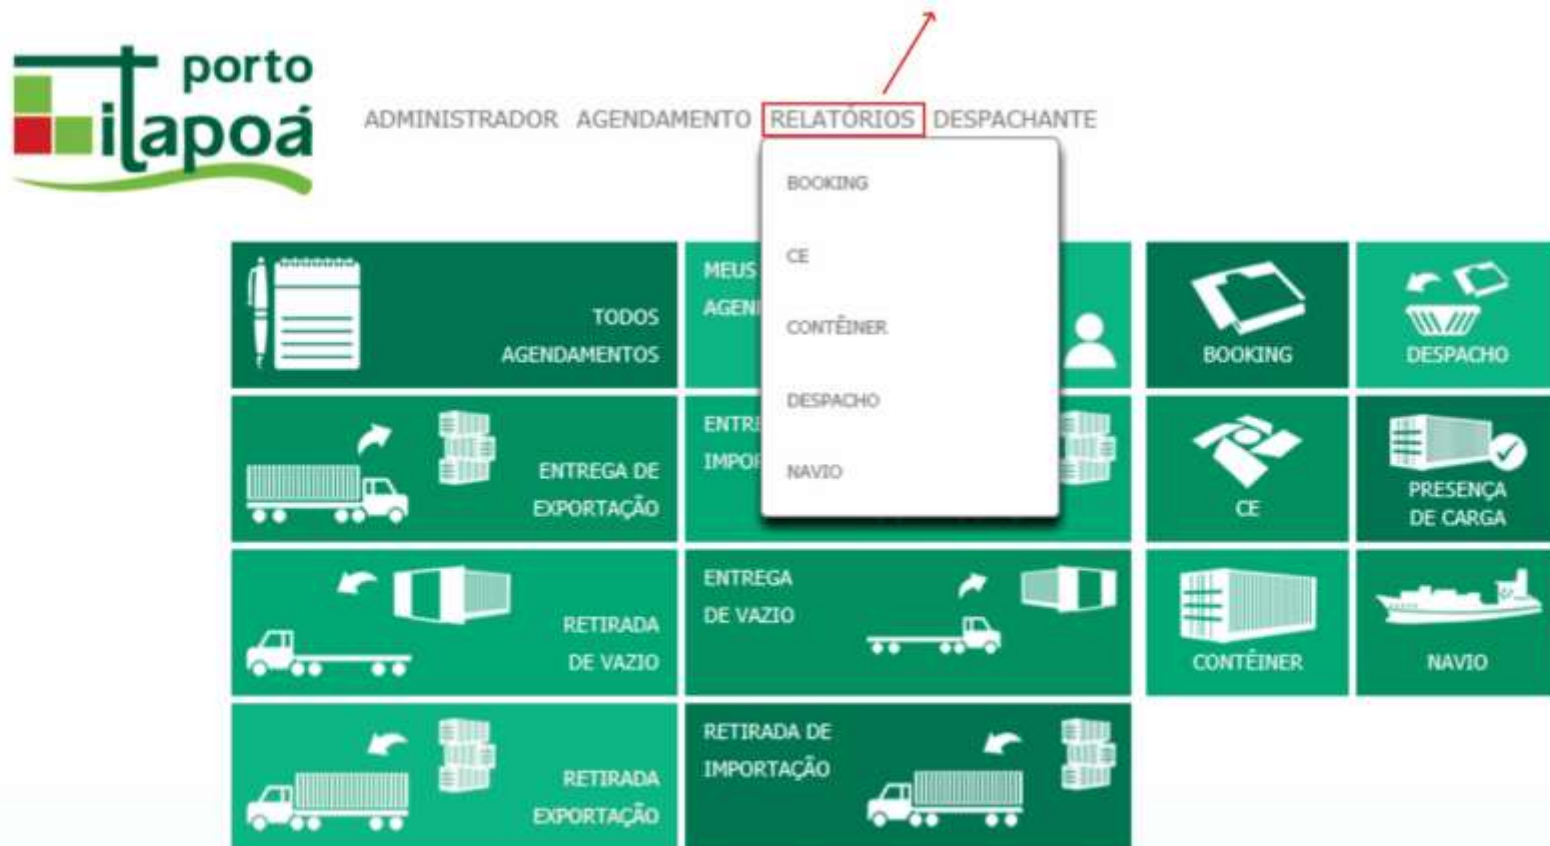 porto
itapoá
ADMINISTRADOR AGENDAMENTO RELATÓRIOS DESPACHANTE
BOOKING
CE
CONTÊINER
DESPACHO
NAVIO
TODOS
AGENDAMENTOS
MEUS
BOOKING
DESPACHO
ENTREGA DE
EXPORTAÇÃO
CE
PRESENÇA
DE CARGA
RETIRADA
DE VAZIO
ENTREGA
DE VAZIO
CONTÊINER
NAVIO
RETIRADA
EXPORTAÇÃO
RETIRADA DE
IMPORTAÇÃO